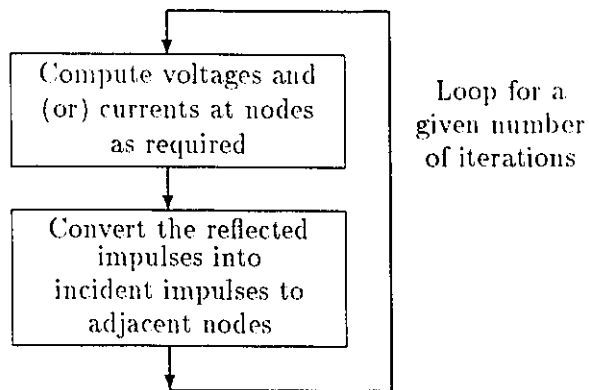 Compute voltages and
(or) currents at nodes
as required
Loop for a
given number
of iterations
Convert the reflected
impulses into
incident impulses to
adjacent nodes